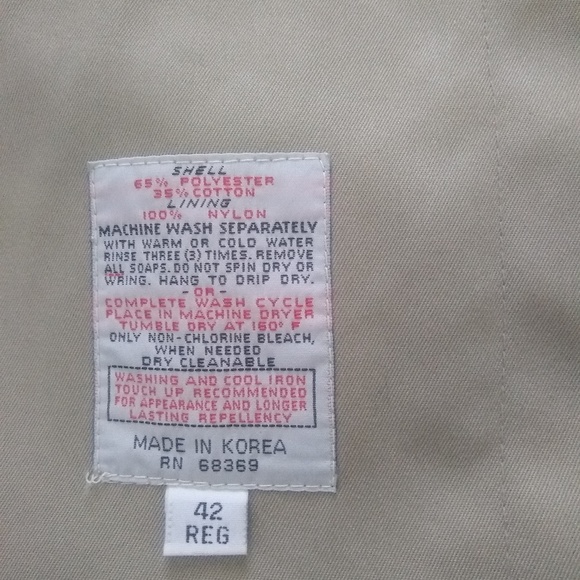 SHELL
65% POLYESTER
35% COTTON
LINING
100% NYLON
MACHINE WASH SEPARATELY
WITH WARM OR COLD WATER
RINSE THREE (3) TIMES. REMOVE
ALL SOAPS. DO NOT SPIN DRY OR
WRING. HANG TO DRIP DRY.
- OR -
COMPLETE WASH CYCLE
PLACE IN MACHINE DRYER
TUMBLE DRY AT 160° F
ONLY NON-CHLORINE BLEACH,
WHEN NEEDED
DRY CLEANABLE
WASHING AND COOL IRON
TOUCH UP RECOMMENDED
FOR APPEARANCE AND LONGER
LASTING REPELLENCY
MADE IN KOREA
RN 68369
42
REG